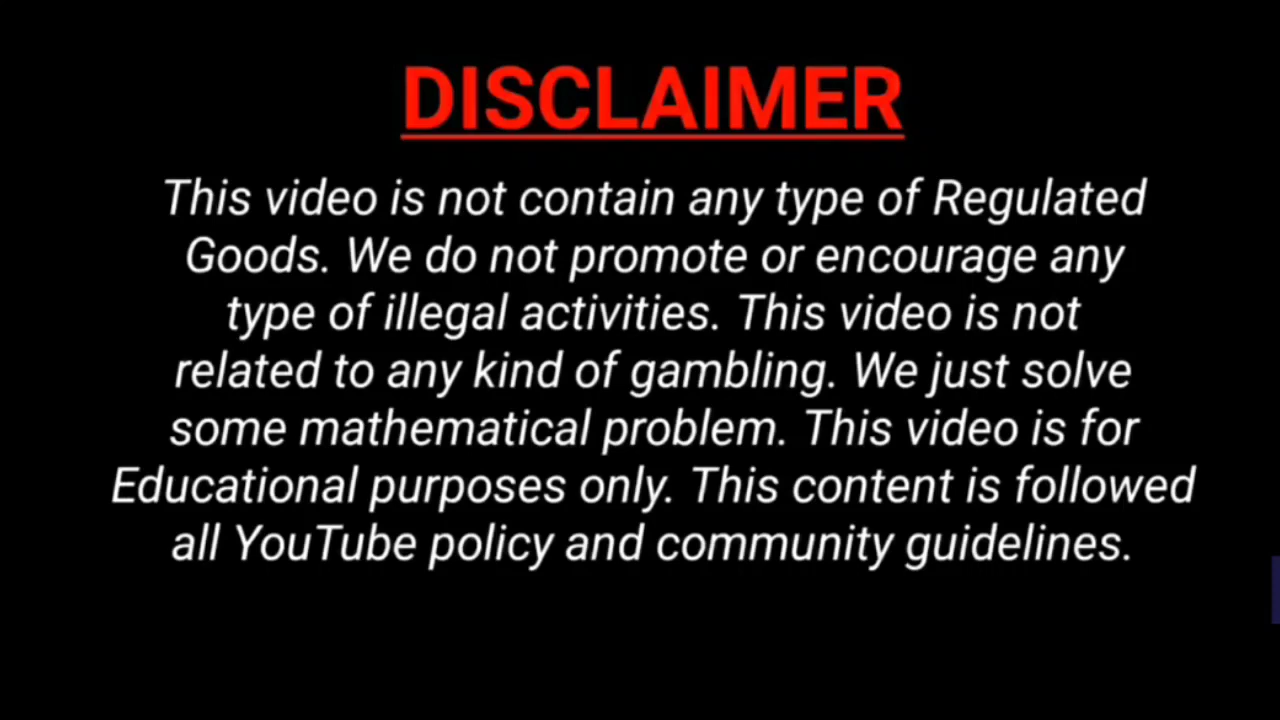 DISCLAIMER
This video is not contain any type of Regulated
Goods. We do not promote or encourage any
type of illegal activities. This video is not
related to any kind of gambling. We just solve
some mathematical problem. This video is for
Educational purposes only. This content is followed
all YouTube policy and community guidelines.